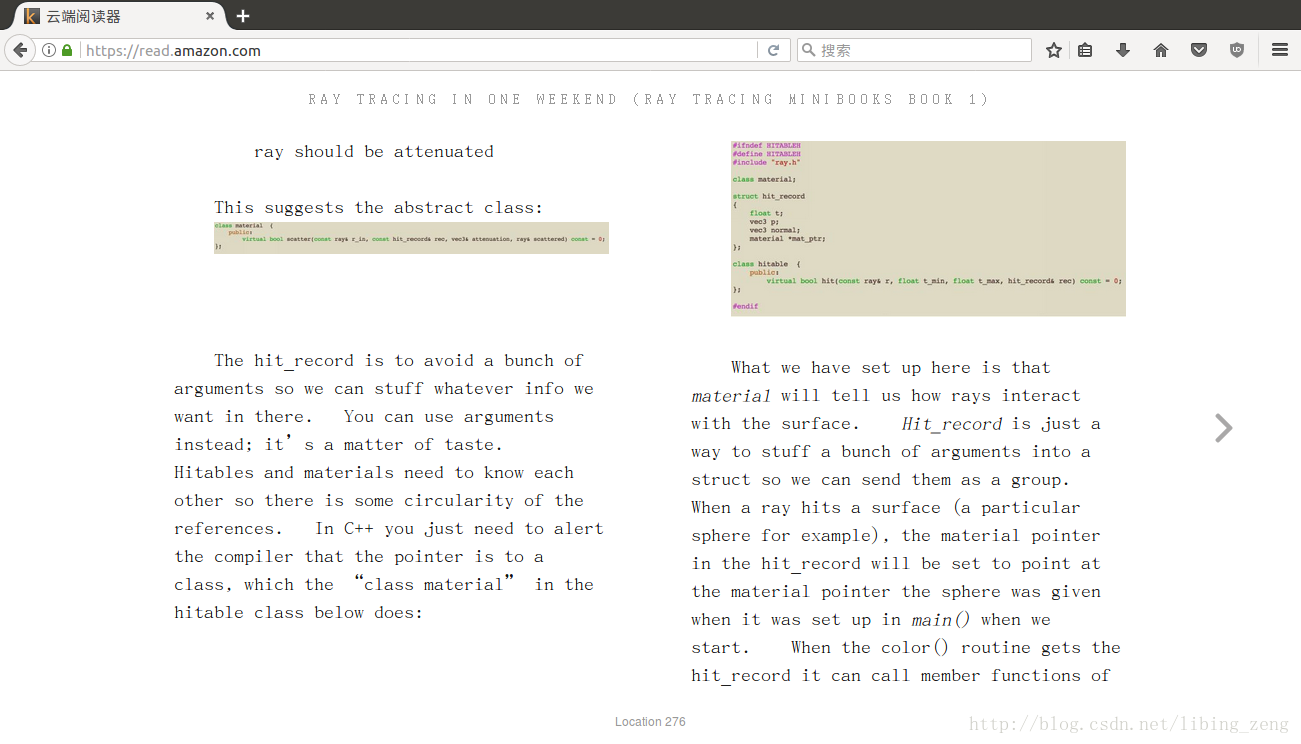 云端阅读器
https://read.amazon.com
搜索
RAY TRACING IN ONE WEEKEND (RAY TRACING MINIBOOKS BOOK 1)
ray should be attenuated
This suggests the abstract class:
class material {
public:
virtual bool scatter(const ray& r_in, const hit_record& rec, vec3& attenuation, ray& scattered) const = 0;
};
The hit_record is to avoid a bunch of
arguments so we can stuff whatever info we
want in there. You can use arguments
instead; it’s a matter of taste.
Hitables and materials need to know each
other so there is some circularity of the
references. In C++ you just need to alert
the compiler that the pointer is to a
class, which the “class material” in the
hitable class below does:
#ifndef HITABLEH
#define HITABLEH
#include "ray.h"
class material;
struct hit_record
{
float t;
vec3 p;
vec3 normal;
material *mat_ptr;
};
class hitable {
public:
virtual bool hit(const ray& r, float t_min, float t_max, hit_record& rec) const = 0;
};
#endif
What we have set up here is that
material will tell us how rays interact
with the surface. Hit_record is just a
way to stuff a bunch of arguments into a
struct so we can send them as a group.
When a ray hits a surface (a particular
sphere for example), the material pointer
in the hit_record will be set to point at
the material pointer the sphere was given
when it was set up in main() when we
start. When the color() routine gets the
hit_record it can call member functions of
Location 276
http://blog.csdn.net/libing_zeng